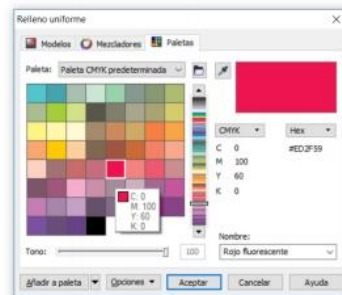 Relleno uniforme
Modelos Mezcladores Paletas
Paleta: Paleta CMYK predeterminada
CMYK Hex
C 0 #ED2F59
M 100
Y 60
K 0
C: 0
M: 100
Y: 60
K: 0
Nombre:
Tono: 100 Rojo fluorescente
Añadir a paleta Opciones Aceptar Cancelar Ayuda